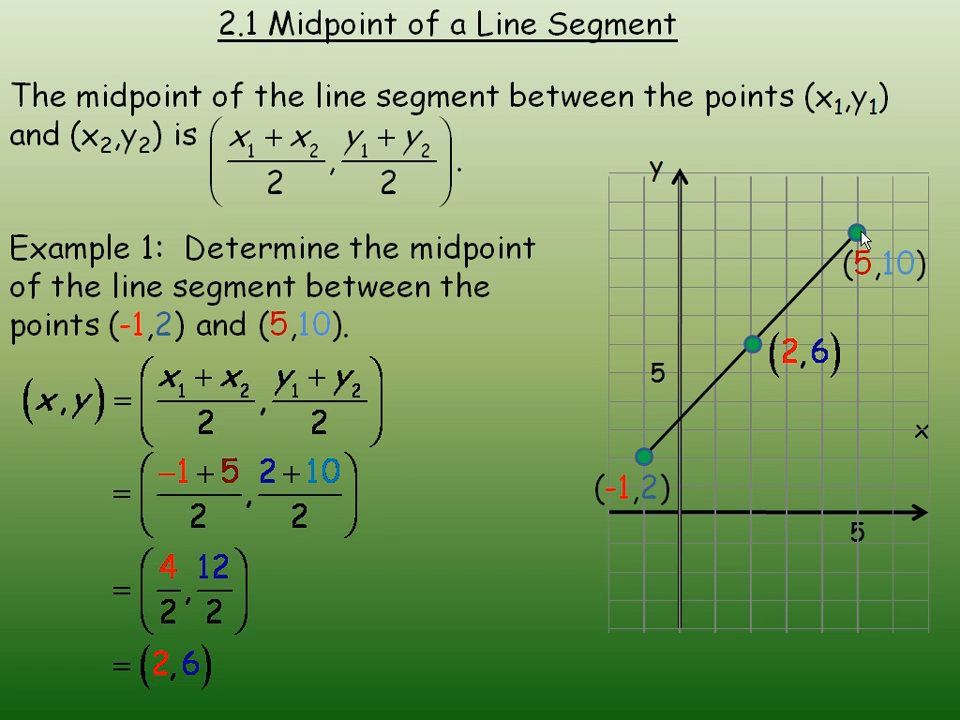 2.1 Midpoint of a Line Segment
The midpoint of the line segment between the points (x₁,y₁)
and (x₂,y₂) is ( (x₁ + x₂)/2 , (y₁ + y₂)/2 ).
Example 1: Determine the midpoint
of the line segment between the
points (-1,2) and (5,10).
(x,y) = ( (x₁ + x₂)/2 , (y₁ + y₂)/2 )
= ( (−1 + 5)/2 , (2 + 10)/2 )
= ( 4/2 , 12/2 )
= (2,6)
y
(5,10)
(2,6)
5
x
(-1,2)
5